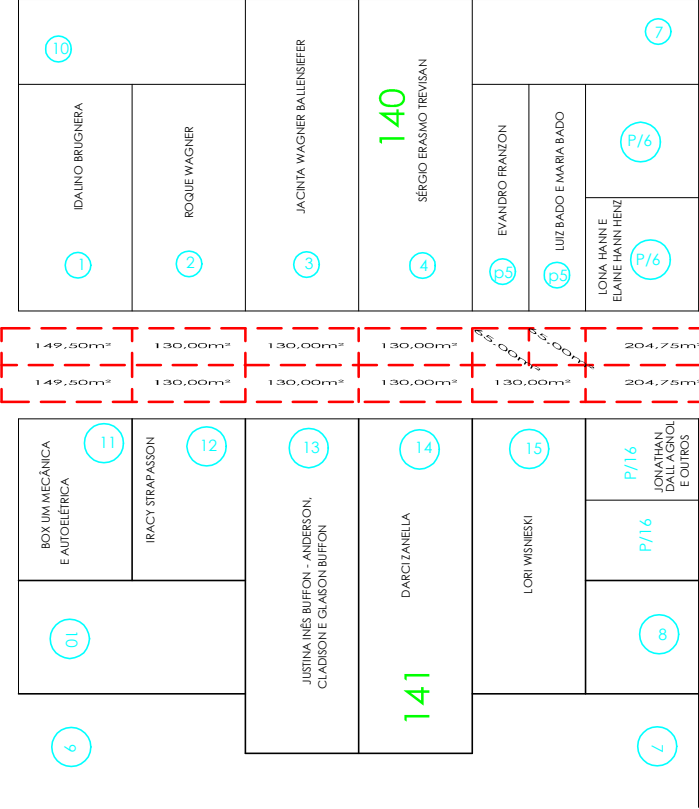 10
7
IDALINO BRUGNERA
ROQUE WAGNER
JACINTA WAGNER BALLENSIEFER
140
SÉRGIO ERASMO TREVISAN
EVANDRO FRANZON
LUIZ BADO E MARIA BADO
P/6
LONA HANN E
ELAINE HANN HENZ
P/6
1
2
3
4
p5
p5
149,50m²
130,00m²
130,00m²
130,00m²
65,00m²
65,00m²
204,75m²
149,50m²
130,00m²
130,00m²
130,00m²
130,00m²
204,75m²
11
12
13
14
15
P/16
BOX UM MECÂNICA
E AUTOELÉTRICA
IRACY STRAPASSON
JUSTINA INÊS BUFFON - ANDERSON,
CLADISON E GLAISON BUFFON
DARCI ZANELLA
LORI WISNIESKI
JONATHAN
DALL AGNOL
E OUTROS
P/16
10
8
141
9
7